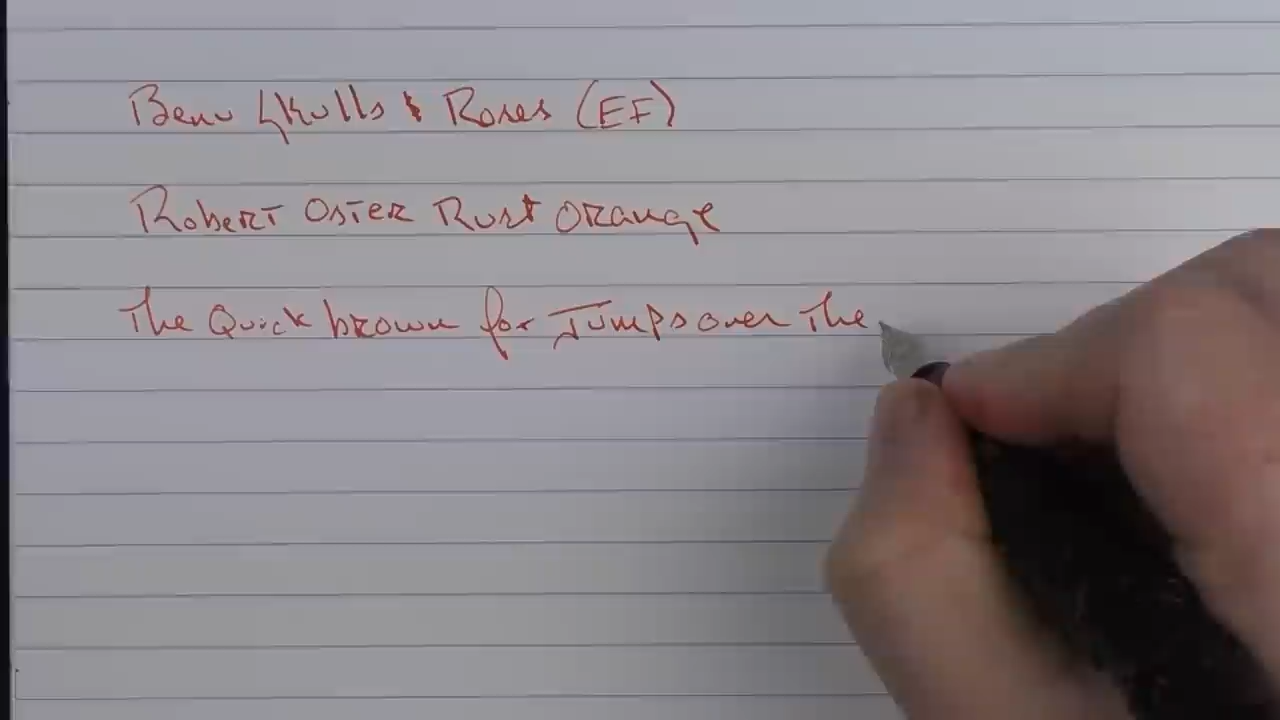 Benu Skulls & Roses (EF)
Robert Oster Rust Orange
The Quick brown fox Jumps over The